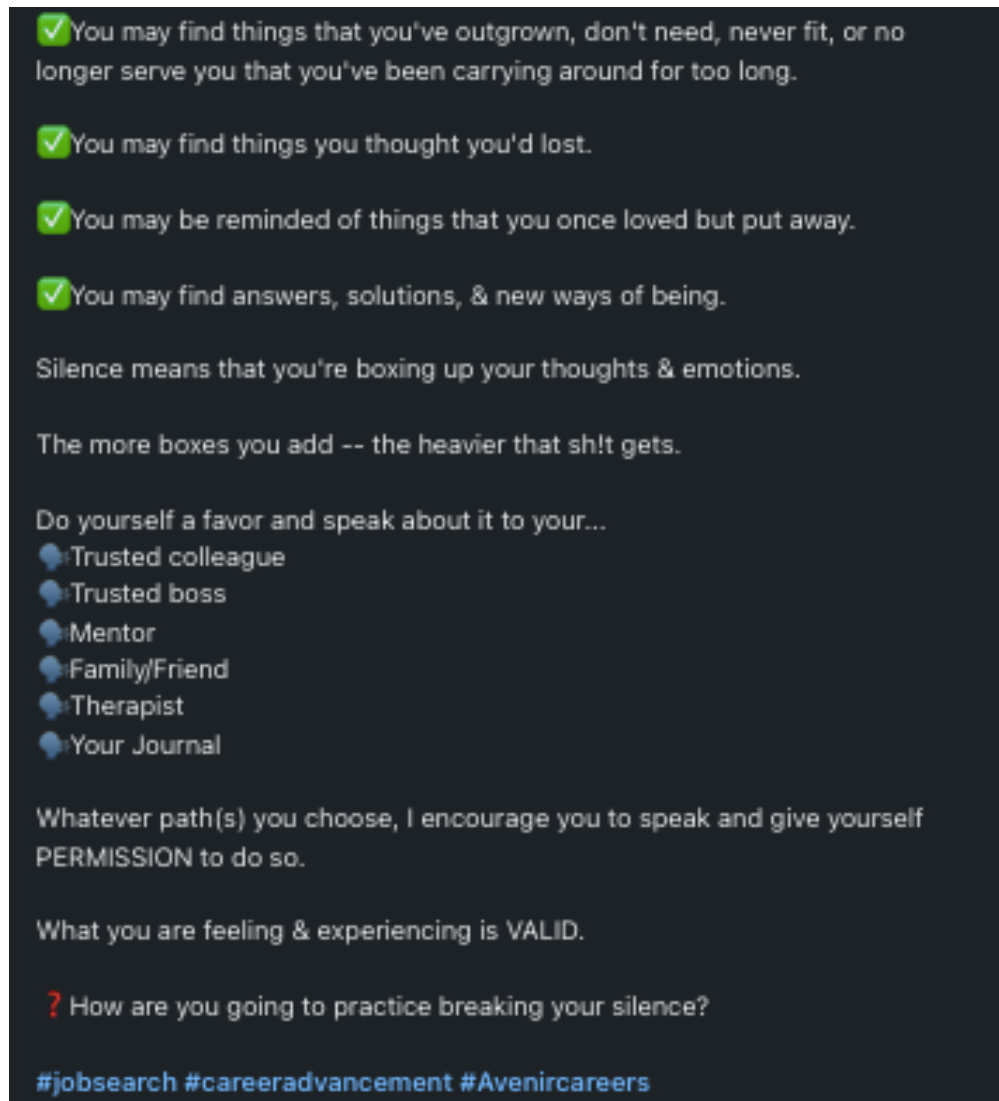 ✅You may find things that you've outgrown, don't need, never fit, or no
longer serve you that you've been carrying around for too long.
✅You may find things you thought you'd lost.
✅You may be reminded of things that you once loved but put away.
✅You may find answers, solutions, & new ways of being.
Silence means that you're boxing up your thoughts & emotions.
The more boxes you add -- the heavier that sh!t gets.
Do yourself a favor and speak about it to your...
🗣Trusted colleague
🗣Trusted boss
🗣Mentor
🗣Family/Friend
🗣Therapist
🗣Your Journal
Whatever path(s) you choose, I encourage you to speak and give yourself
PERMISSION to do so.
What you are feeling & experiencing is VALID.
❓How are you going to practice breaking your silence?
#jobsearch #careeradvancement #Avenircareers